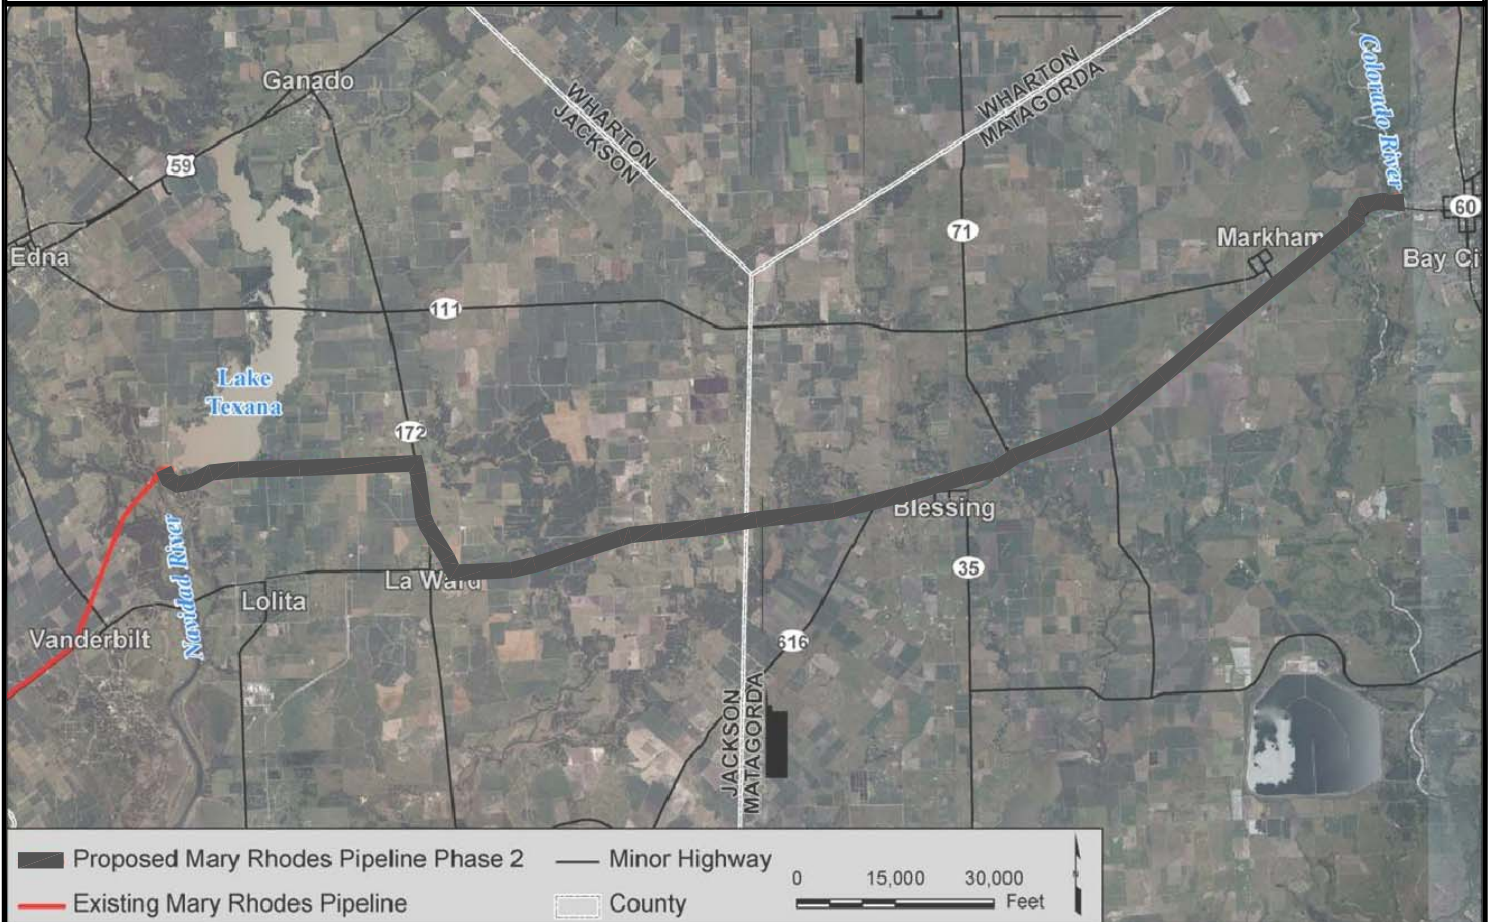 Ganado
WHARTON
JACKSON
WHARTON
MATAGORDA
Colorado River
59
71
60
Markham
Edna
Bay Ci
111
Lake
Texana
172
Blessing
35
La Ward
Lolita
Navidad River
Vanderbilt
616
JACKSON
MATAGORDA
Proposed Mary Rhodes Pipeline Phase 2
Minor Highway
0 15,000 30,000
Feet
Existing Mary Rhodes Pipeline
County